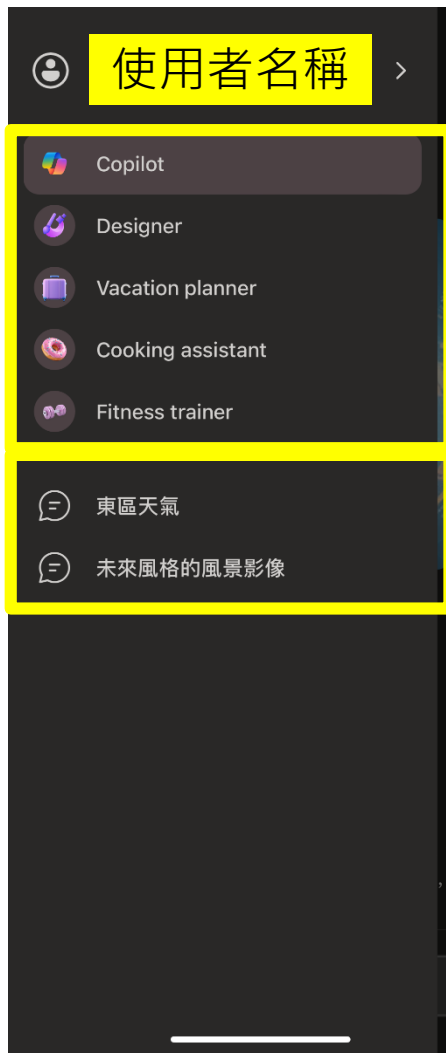 使用者名稱
Copilot
Designer
Vacation planner
Cooking assistant
Fitness trainer
東區天氣
未來風格的風景影像